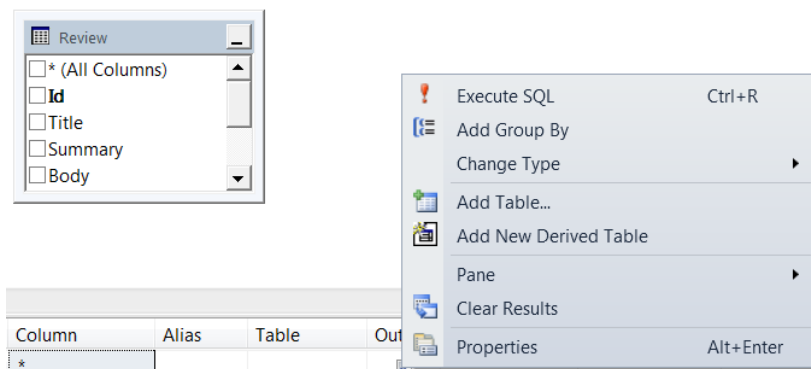 Review
* (All Columns)
Id
Title
Summary
Body
Execute SQL Ctrl+R
Add Group By
Change Type
Add Table...
Add New Derived Table
Pane
Clear Results
Properties Alt+Enter
Column Alias Table Out
*